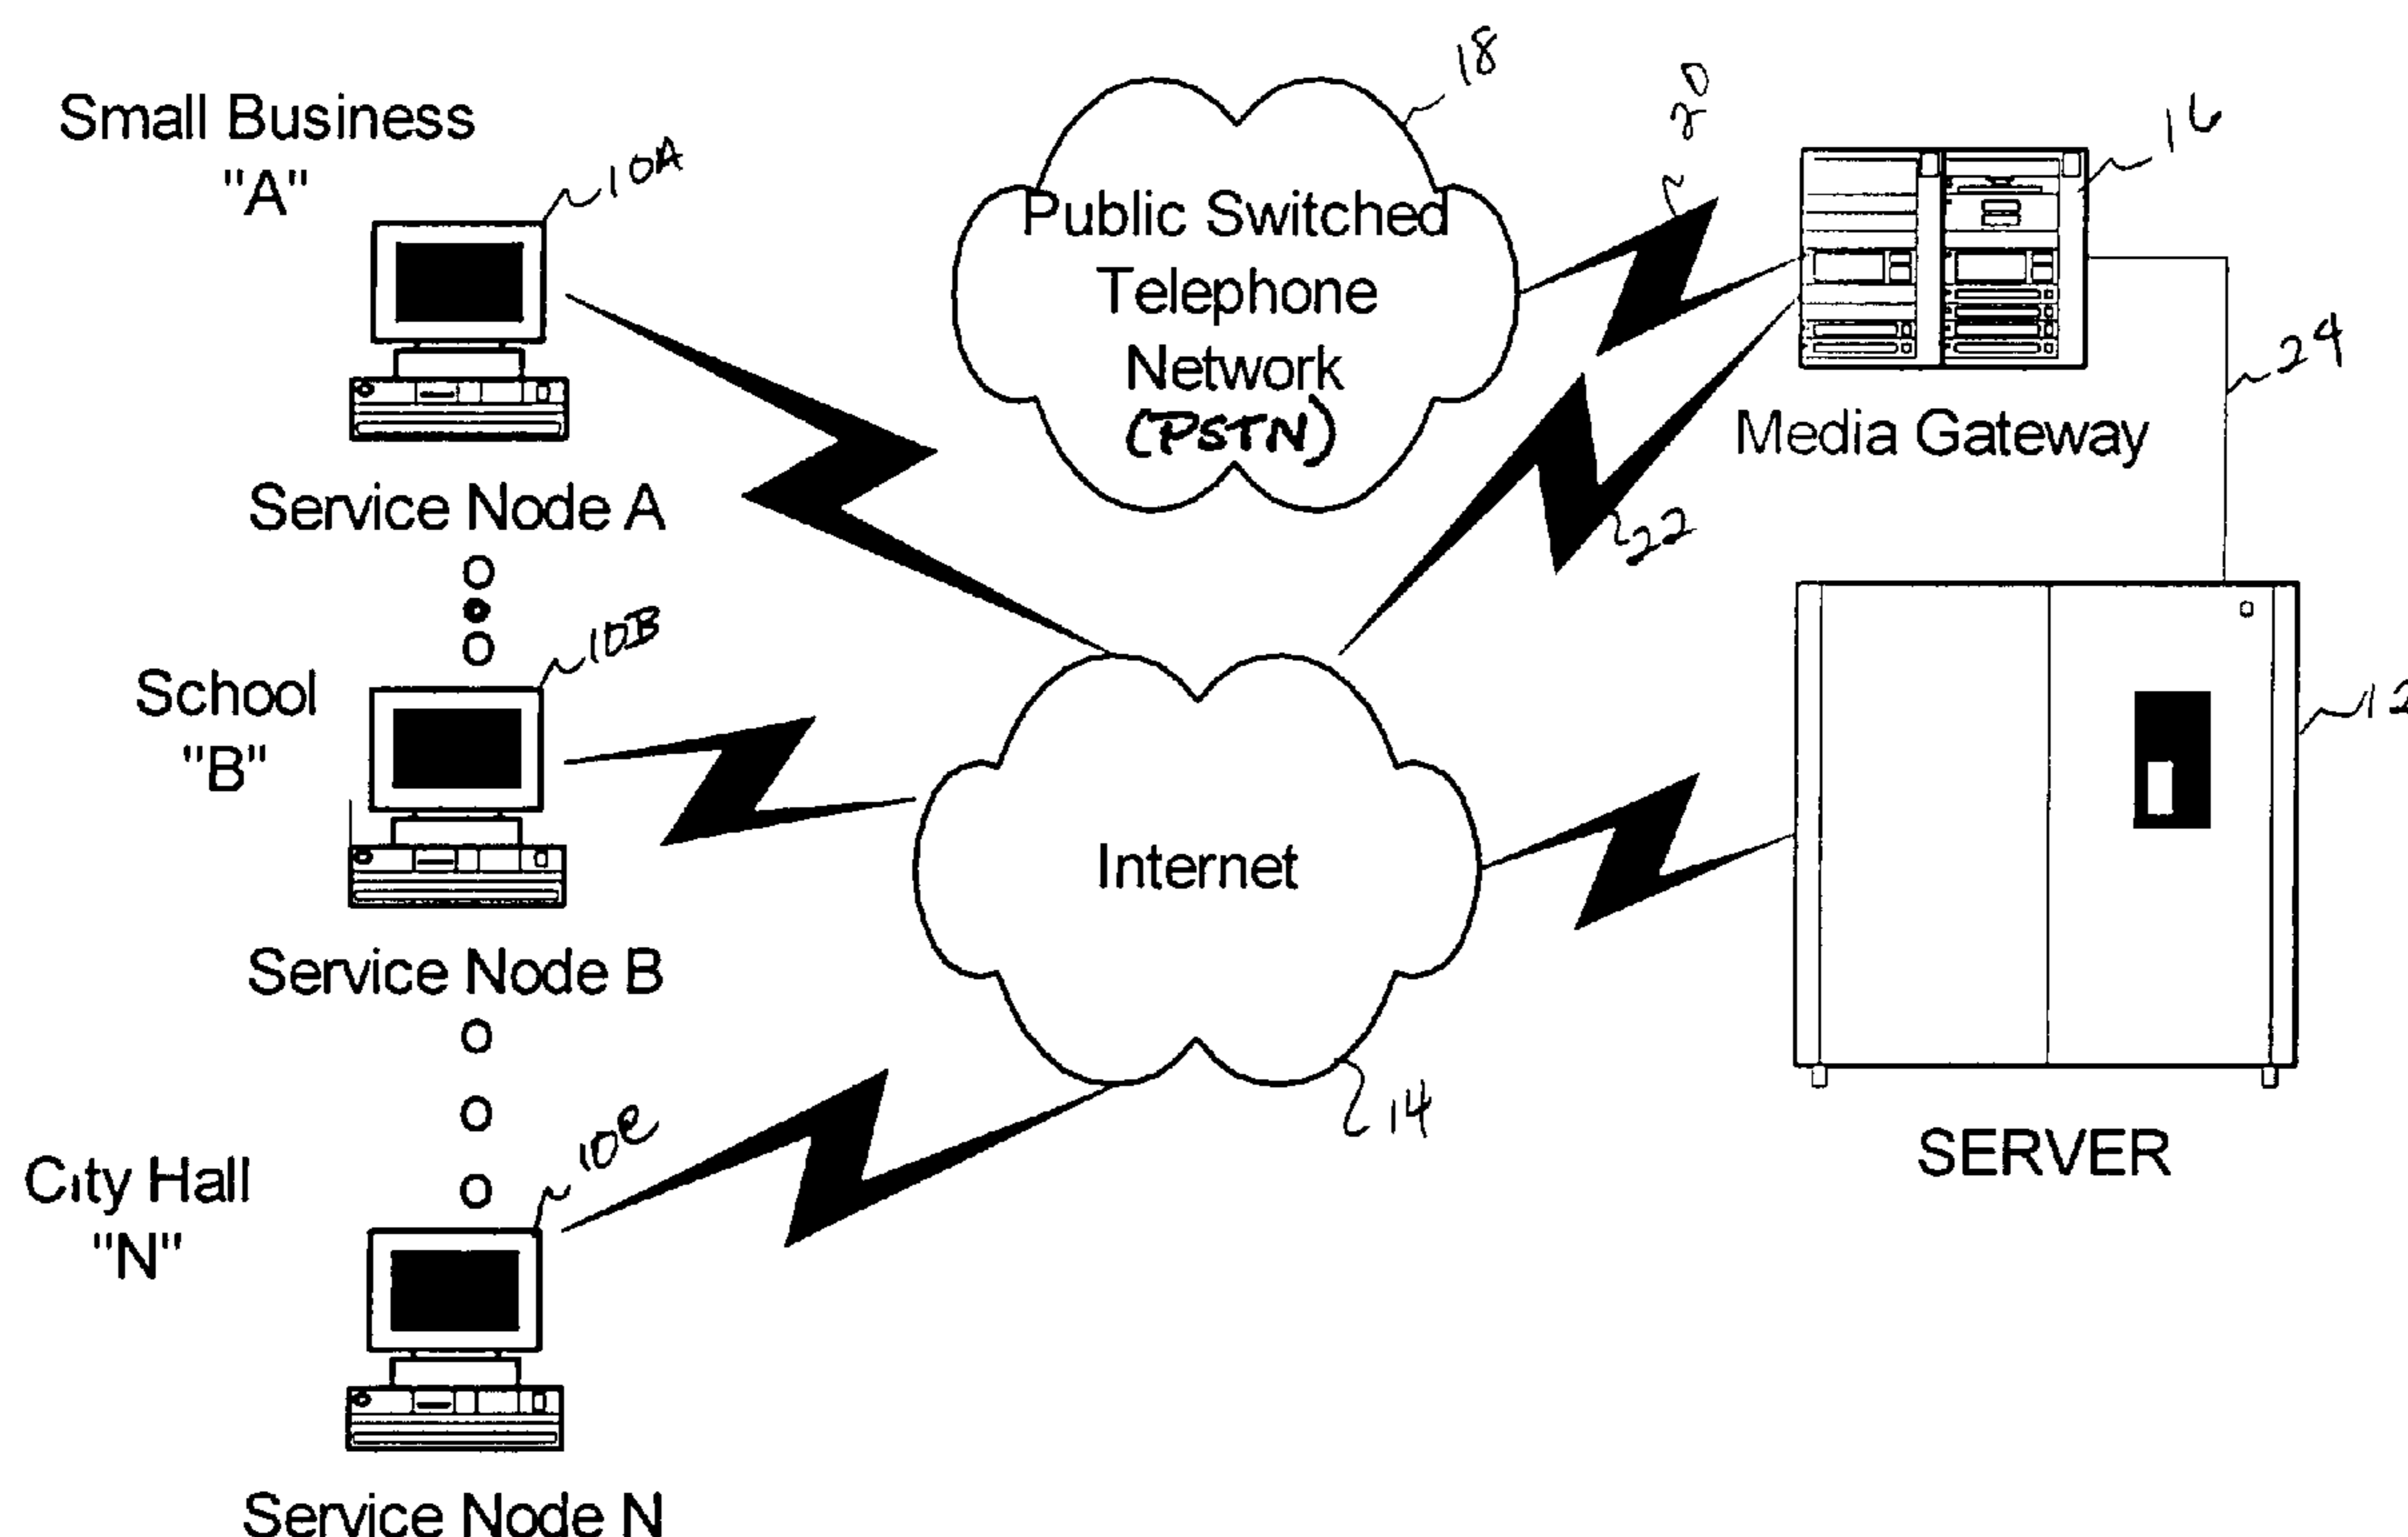 Small Business
"A"
10A
Service Node A
School
"B"
10B
Service Node B
City Hall
"N"
10C
Service Node N
Public Switched
Telephone
Network
(PSTN)
18
20
16
Media Gateway
24
22
Internet
14
12
SERVER